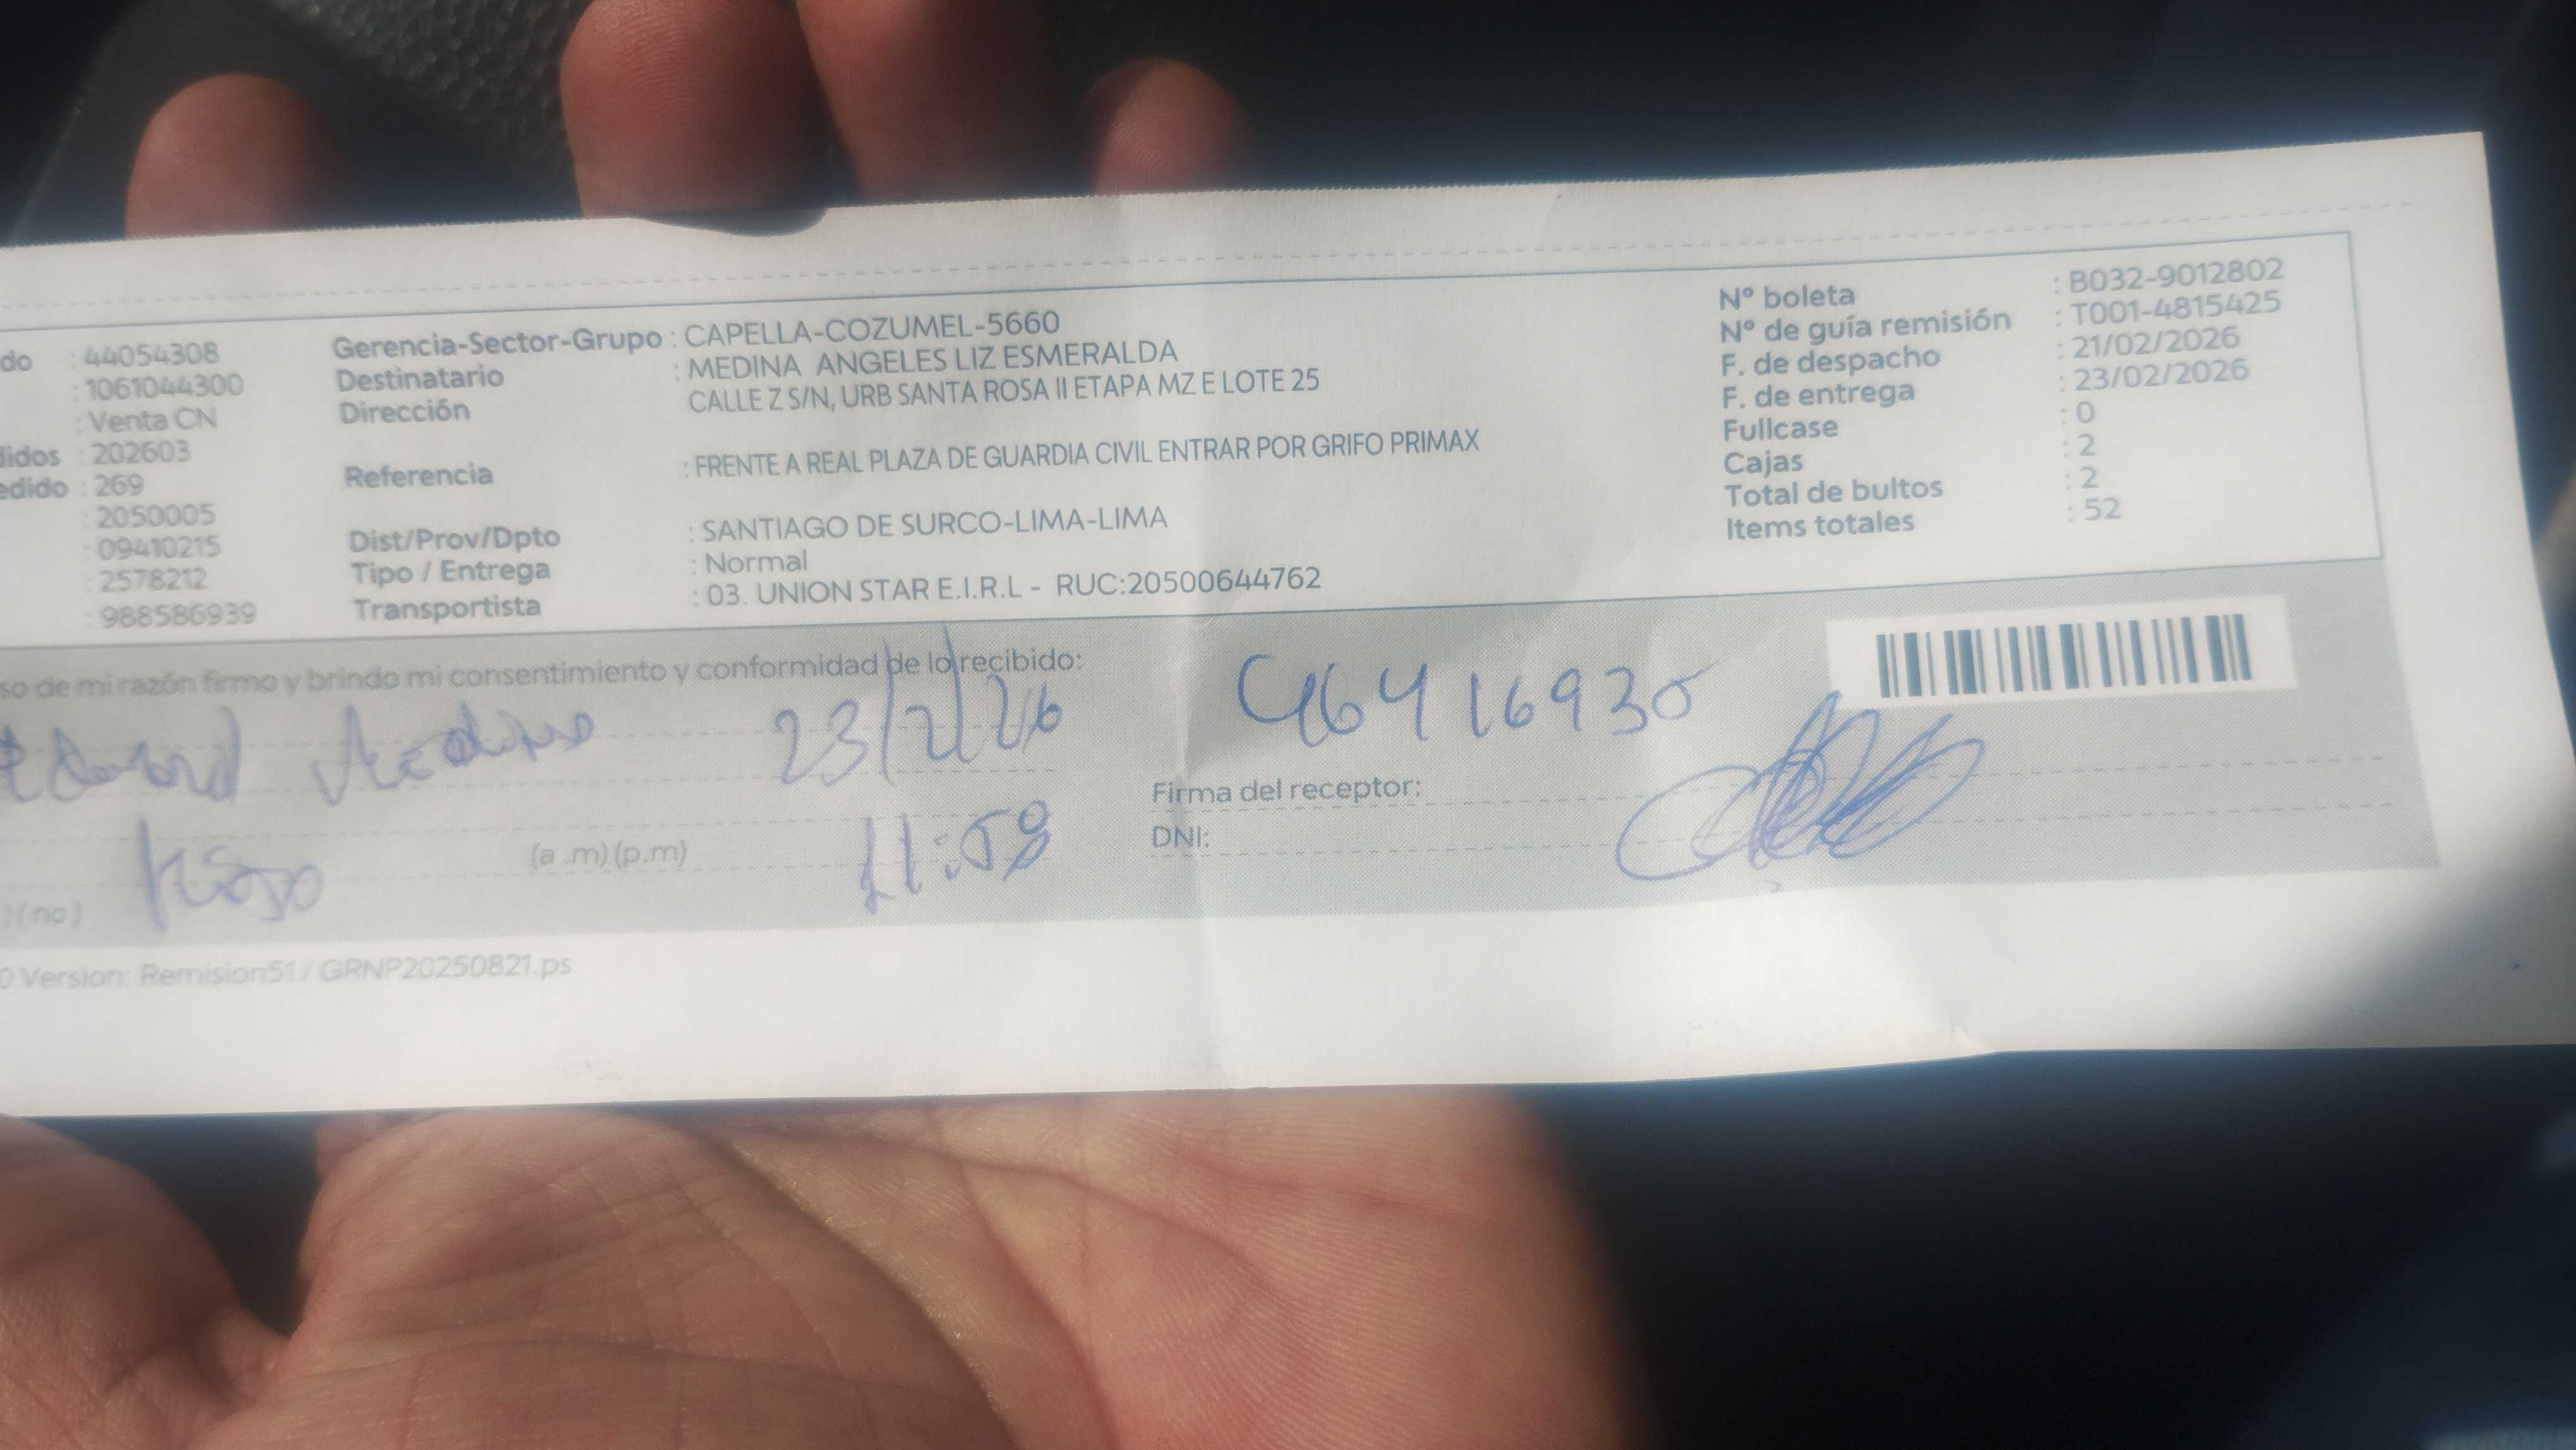 do : 44054308 Gerencia-Sector-Grupo : CAPELLA-COZUMEL-5660 Nº boleta : B032-9012802
: 1061044300 Destinatario : MEDINA ANGELES LIZ ESMERALDA Nº de guía remisión : T001-4815425
: Venta CN Dirección CALLE Z S/N, URB SANTA ROSA II ETAPA MZ E LOTE 25 F. de despacho : 21/02/2026
didos : 202603 F. de entrega : 23/02/2026
edido : 269 Referencia : FRENTE A REAL PLAZA DE GUARDIA CIVIL ENTRAR POR GRIFO PRIMAX Fullcase : 0
: 2050005 Cajas : 2
: 09410215 Dist/Prov/Dpto : SANTIAGO DE SURCO-LIMA-LIMA Total de bultos : 2
: 2578212 Tipo / Entrega : Normal Items totales : 52
: 988586939 Transportista : 03. UNION STAR E.I.R.L - RUC:20500644762
so de mi razón firmo y brindo mi consentimiento y conformidad de lo recibido:
23/2/26 46416930
Firma del receptor:
(a .m) (p.m) 11:58 DNI:
) (no)
0 Version: Remision51 / GRNP20250821.ps